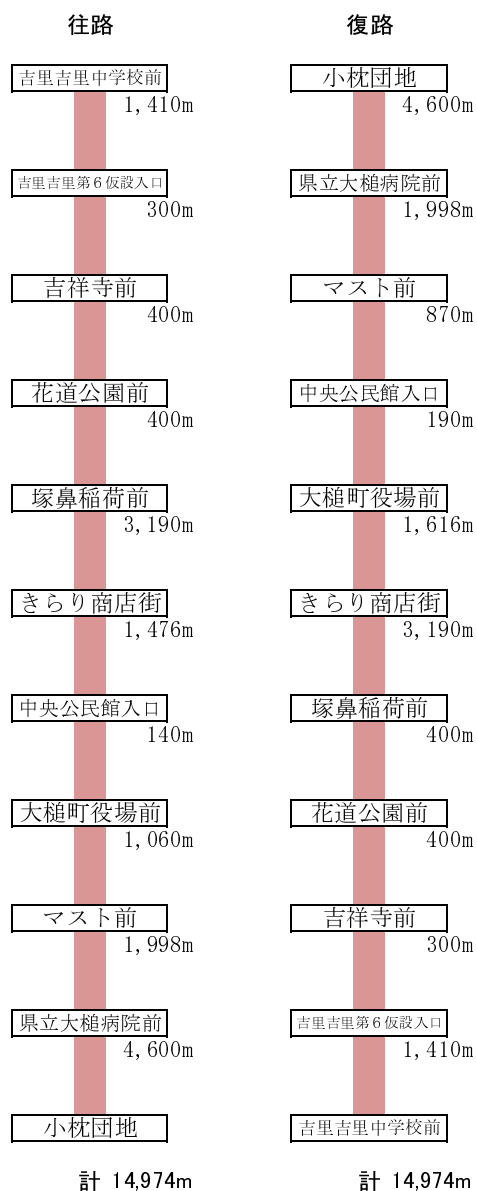 往路
吉里吉里中学校前
1,410m
吉里吉里第６仮設入口
300m
吉祥寺前
400m
花道公園前
400m
塚鼻稲荷前
3,190m
きらり商店街
1,476m
中央公民館入口
140m
大槌町役場前
1,060m
マスト前
1,998m
県立大槌病院前
4,600m
小枕団地
計 14,974m
復路
小枕団地
4,600m
県立大槌病院前
1,998m
マスト前
870m
中央公民館入口
190m
大槌町役場前
1,616m
きらり商店街
3,190m
塚鼻稲荷前
400m
花道公園前
400m
吉祥寺前
300m
吉里吉里第６仮設入口
1,410m
吉里吉里中学校前
計 14,974m